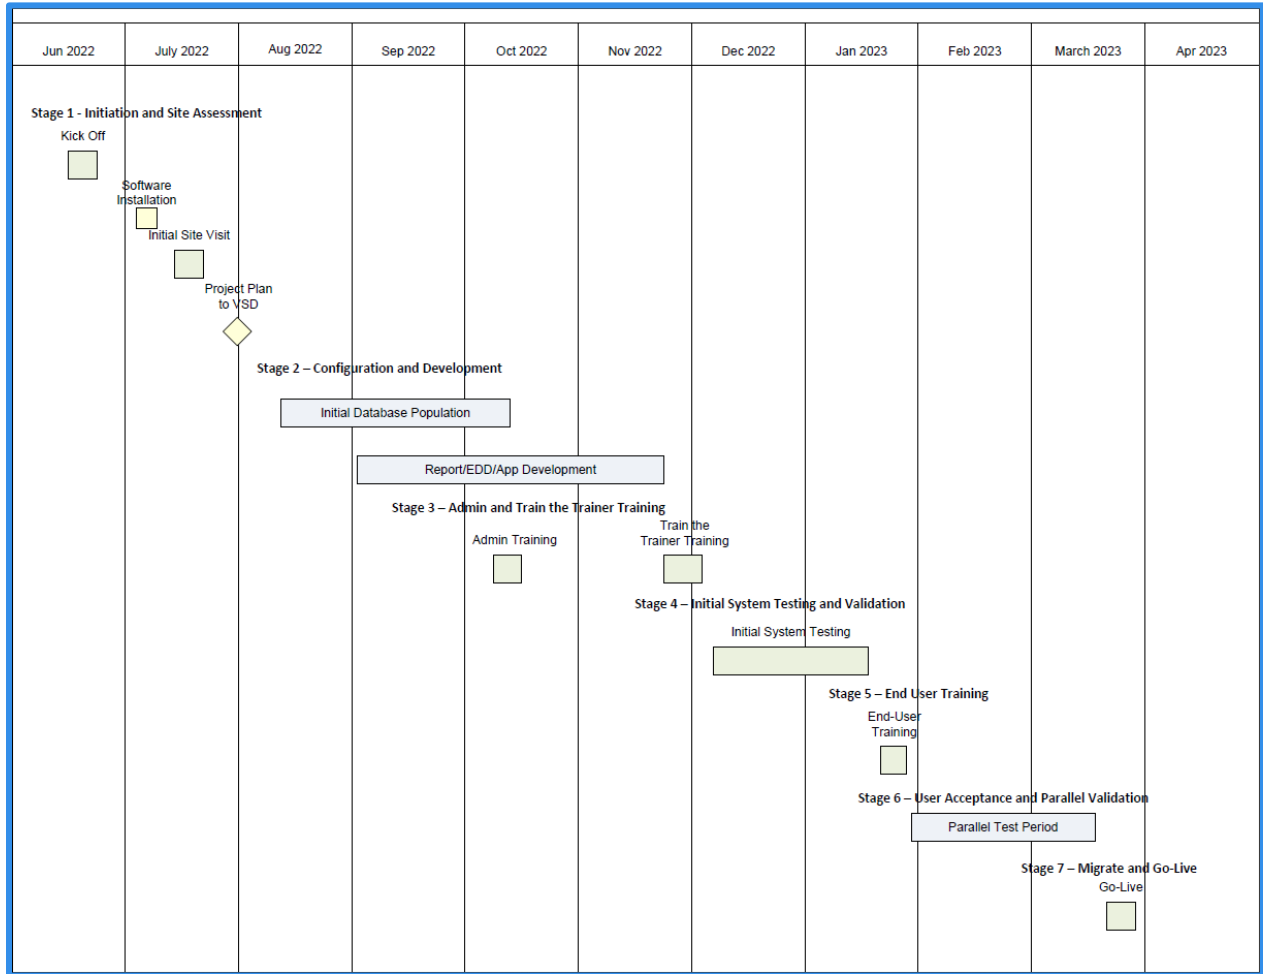 Jun 2022 July 2022 Aug 2022 Sep 2022 Oct 2022 Nov 2022 Dec 2022 Jan 2023 Feb 2023 March 2023 Apr 2023
Stage 1 - Initiation and Site Assessment
Kick Off
Software
Installation
Initial Site Visit
Project Plan
to VSD
Stage 2 – Configuration and Development
Initial Database Population
Report/EDD/App Development
Stage 3 – Admin and Train the Trainer Training
Admin Training
Train the
Trainer Training
Stage 4 – Initial System Testing and Validation
Initial System Testing
Stage 5 – End User Training
End-User
Training
Stage 6 – User Acceptance and Parallel Validation
Parallel Test Period
Stage 7 – Migrate and Go-Live
Go-Live